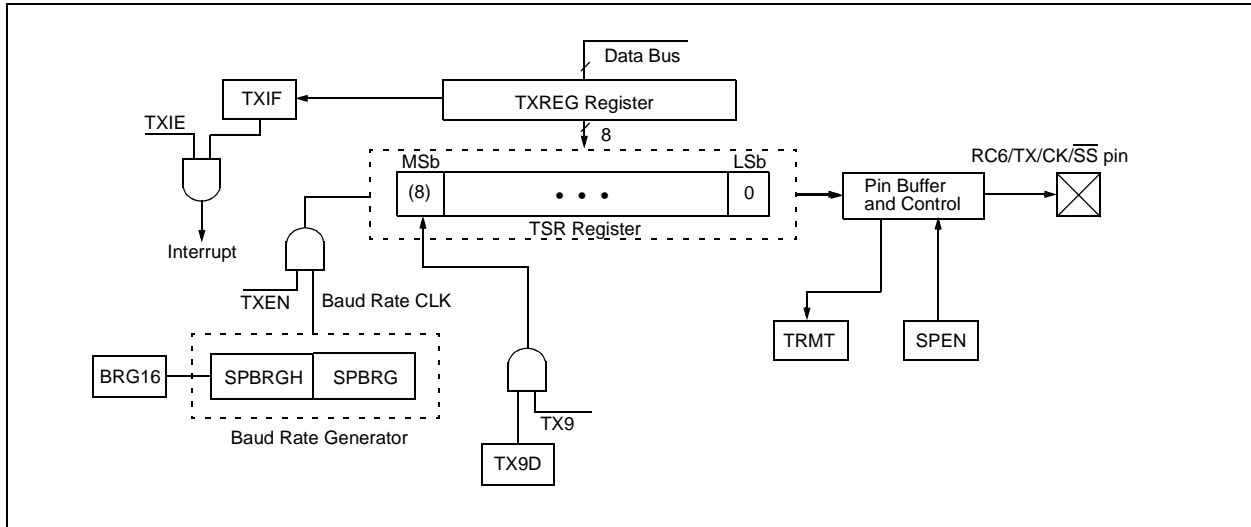 Data Bus
TXIF
TXREG Register
TXIE
8
MSb
LSb
RC6/TX/CK/SS pin
(8)
• • •
0
Pin Buffer
and Control
TSR Register
Interrupt
TXEN
Baud Rate CLK
TRMT
SPEN
BRG16
SPBRGH
SPBRG
TX9
Baud Rate Generator
TX9D